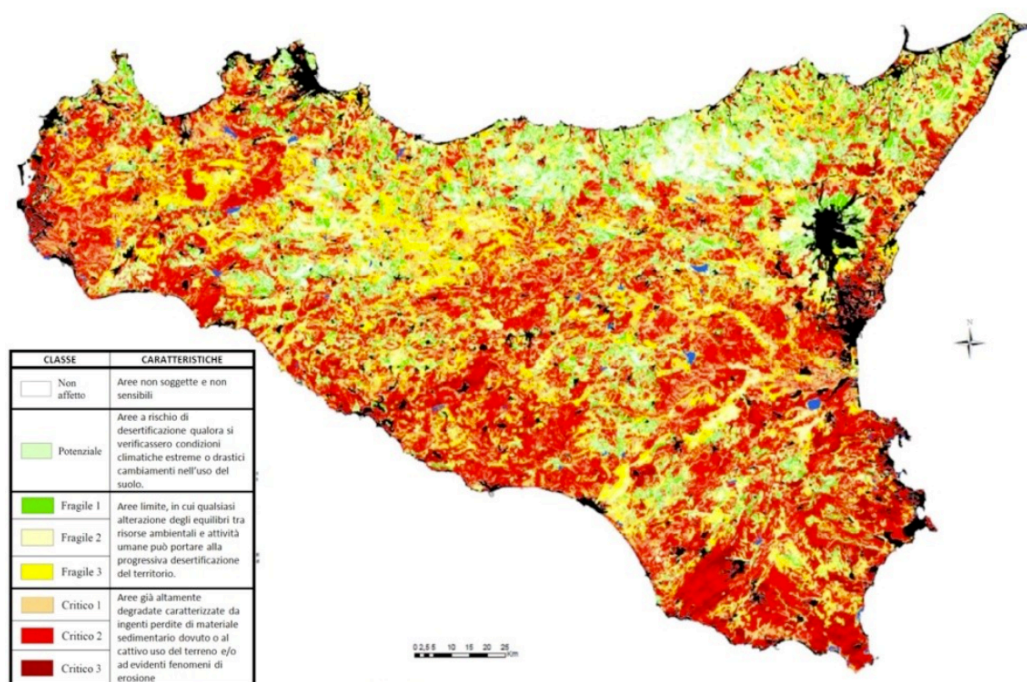 N
CLASSE CARATTERISTICHE
Non
affetto
Aree non soggette e non
sensibili
Potenziale
Aree a rischio di
desertificazione qualora si
verificassero condizioni
climatiche estreme o drastici
cambiamenti nell'uso del
suolo.
Fragile 1
Fragile 2
Fragile 3
Aree limite, in cui qualsiasi
alterazione degli equilibri tra
risorse ambientali e attività
umane può portare alla
progressiva desertificazione
del territorio.
Critico 1
Critico 2
Critico 3
Aree già altamente
degradate caratterizzate da
ingenti perdite di materiale
sedimentario dovuto o al
cattivo uso del terreno e/o
ad evidenti fenomeni di
erosione
0 2,5 5 10 15 20 25
Km